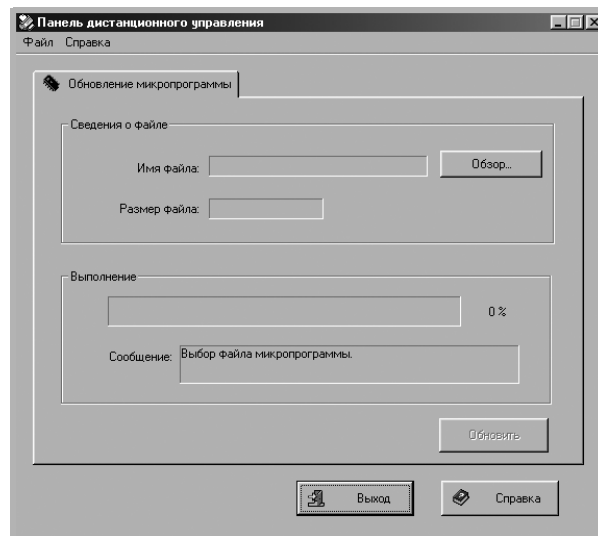 Панель дистанционного управления
Файл Справка
Обновление микропрограммы
Сведения о файле
Имя файла:
Обзор...
Размер файла:
Выполнение
0 %
Сообщение: Выбор файла микропрограммы.
Обновить
Выход Справка